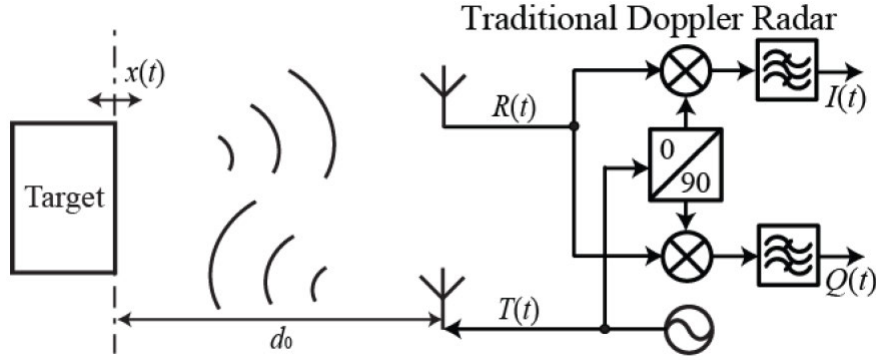 Traditional Doppler Radar
x(t)
R(t)
I(t)
0
90
Target
Q(t)
T(t)
d₀